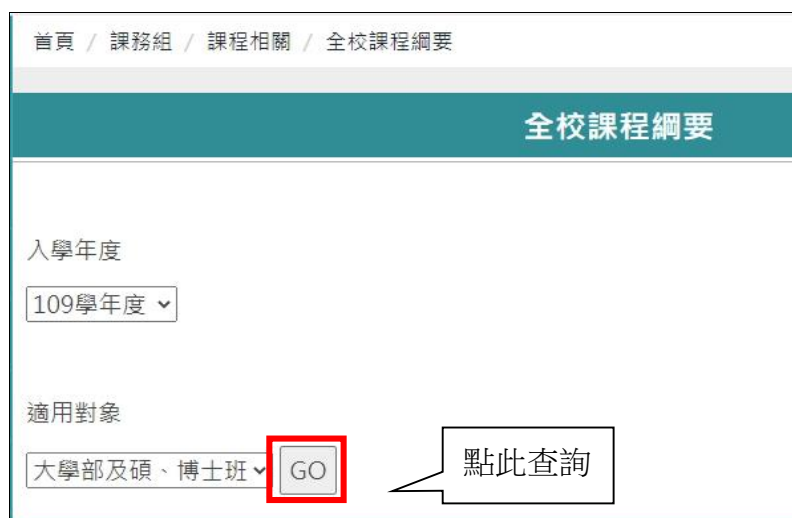 首頁 / 課務組 / 課程相關 / 全校課程綱要
全校課程綱要
入學年度
109學年度
適用對象
大學部及碩、博士班 GO
點此查詢